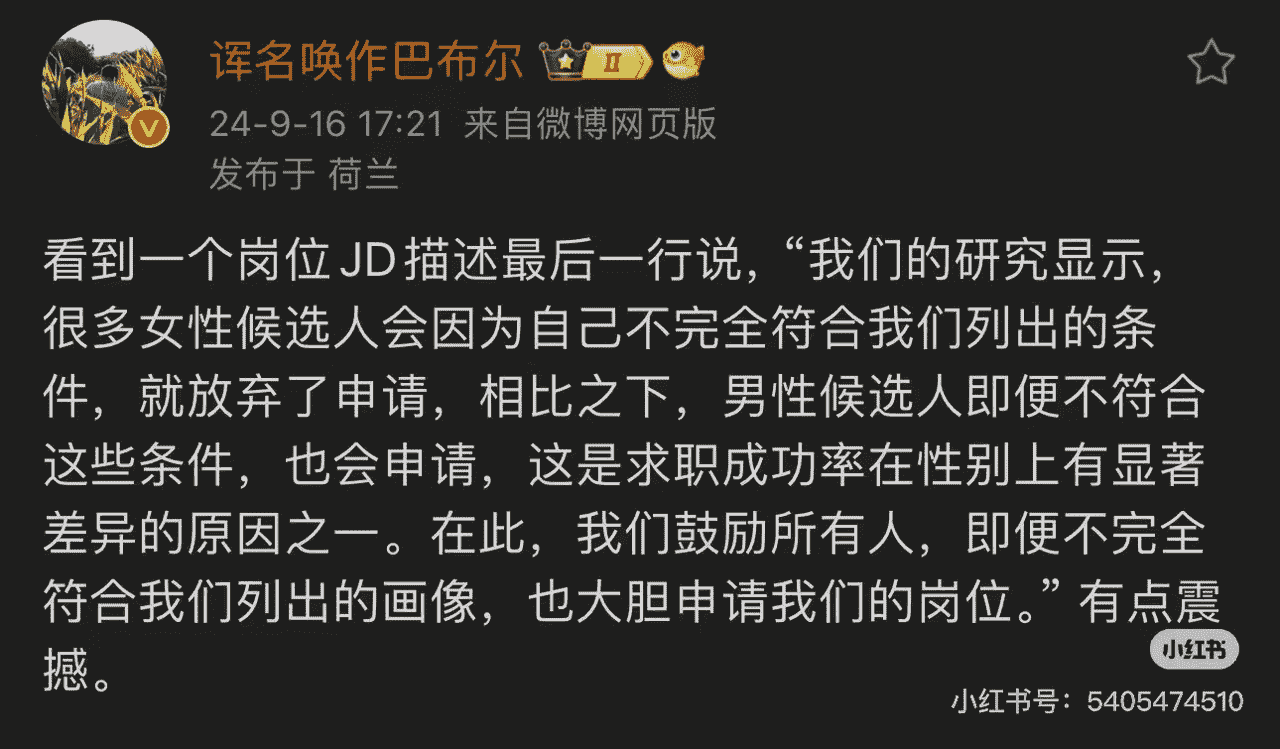 诨名唤作巴布尔 II
24-9-16 17:21 来自微博网页版
发布于 荷兰
看到一个岗位JD描述最后一行说，“我们的研究显示，
很多女性候选人会因为自己不完全符合我们列出的条
件，就放弃了申请，相比之下，男性候选人即便不符合
这些条件，也会申请，这是求职成功率在性别上有显著
差异的原因之一。在此，我们鼓励所有人，即便不完全
符合我们列出的画像，也大胆申请我们的岗位。” 有点震
撼。
小红书
小红书号：5405474510